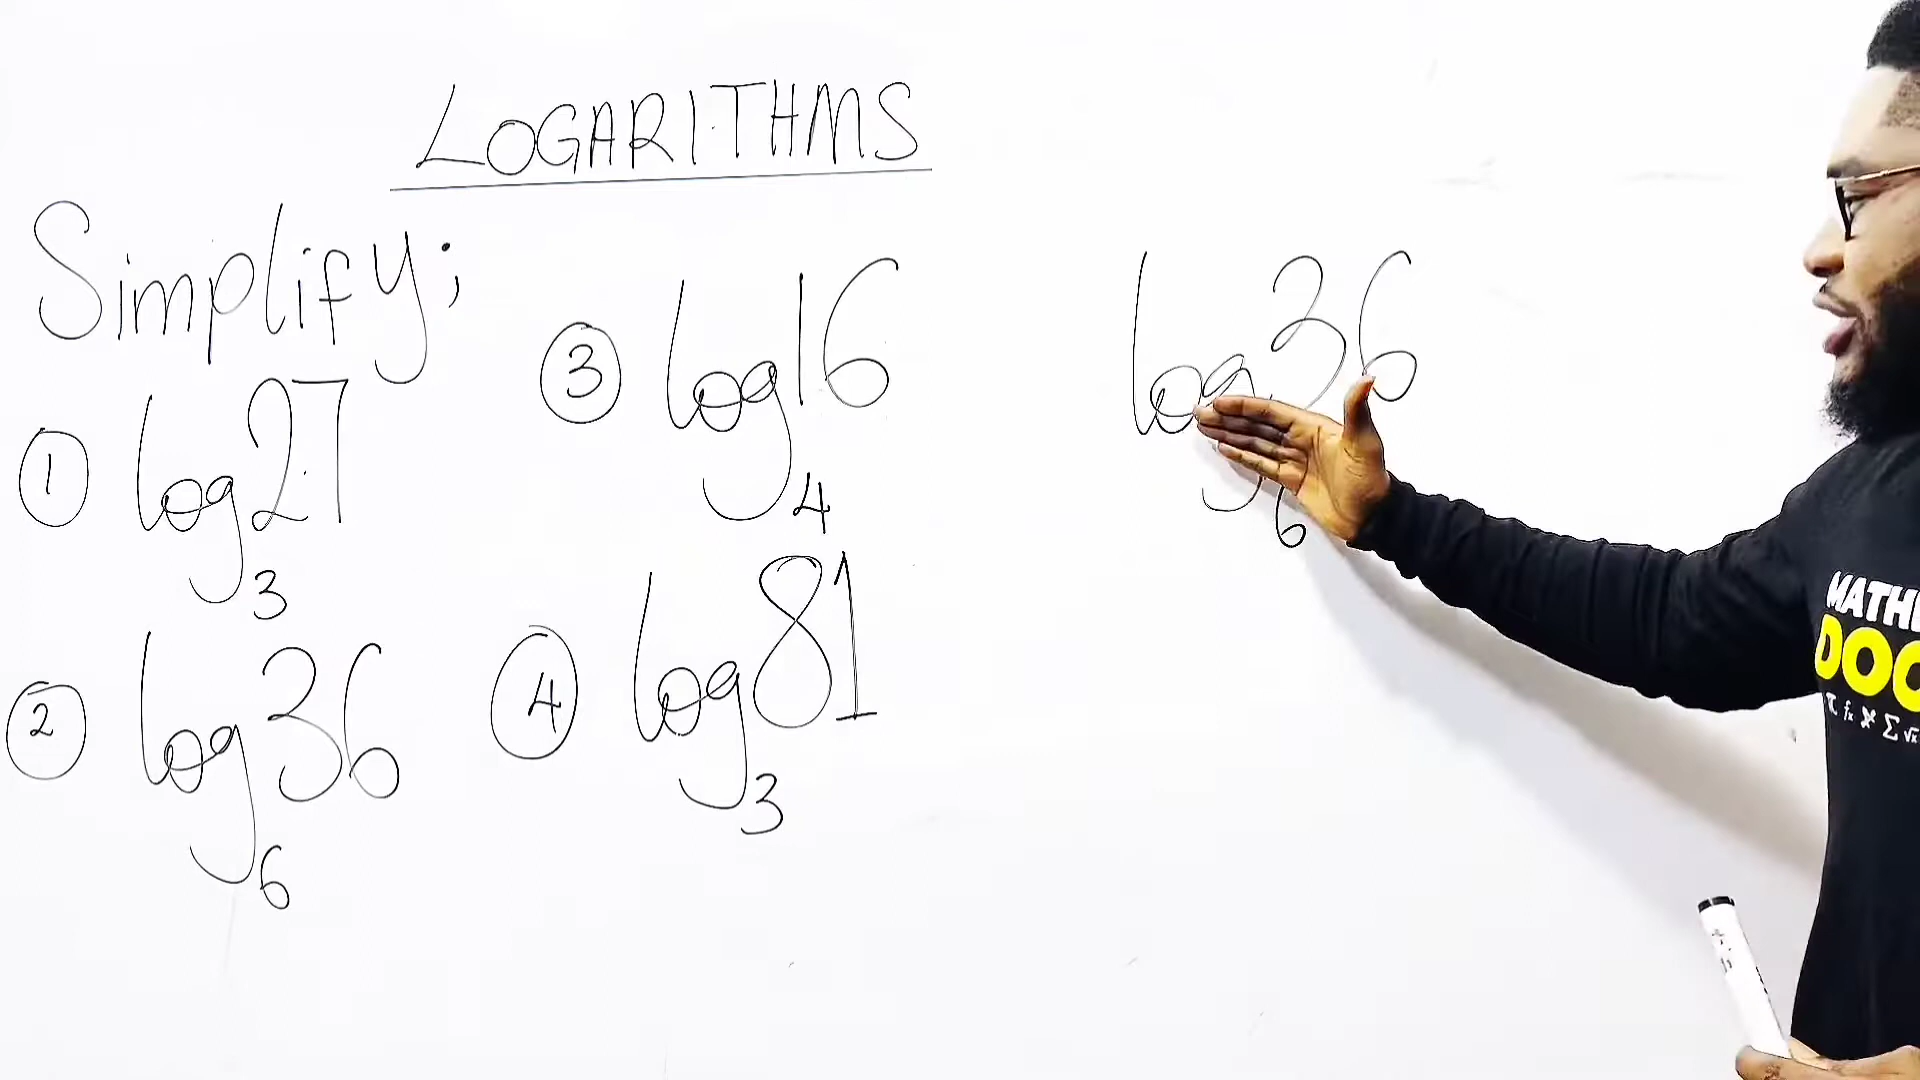 LOGARITHMS
Simplify;
① log₃27
② log₆36
③ log₄16
④ log₃81
log₆36
MATH
DOC